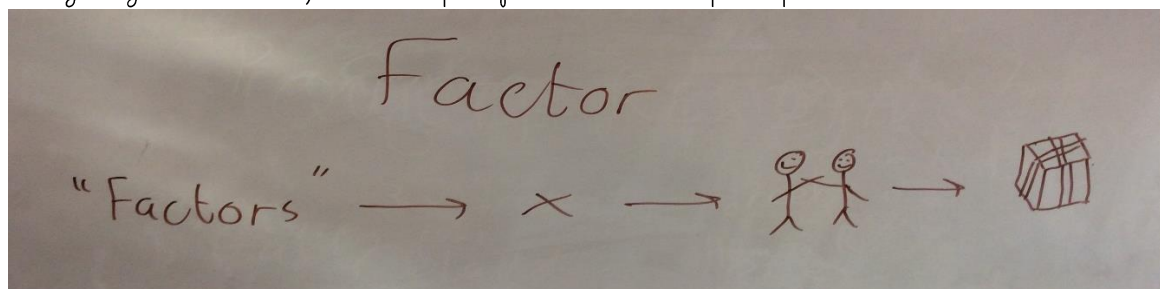 Factor
"Factors" → × → →